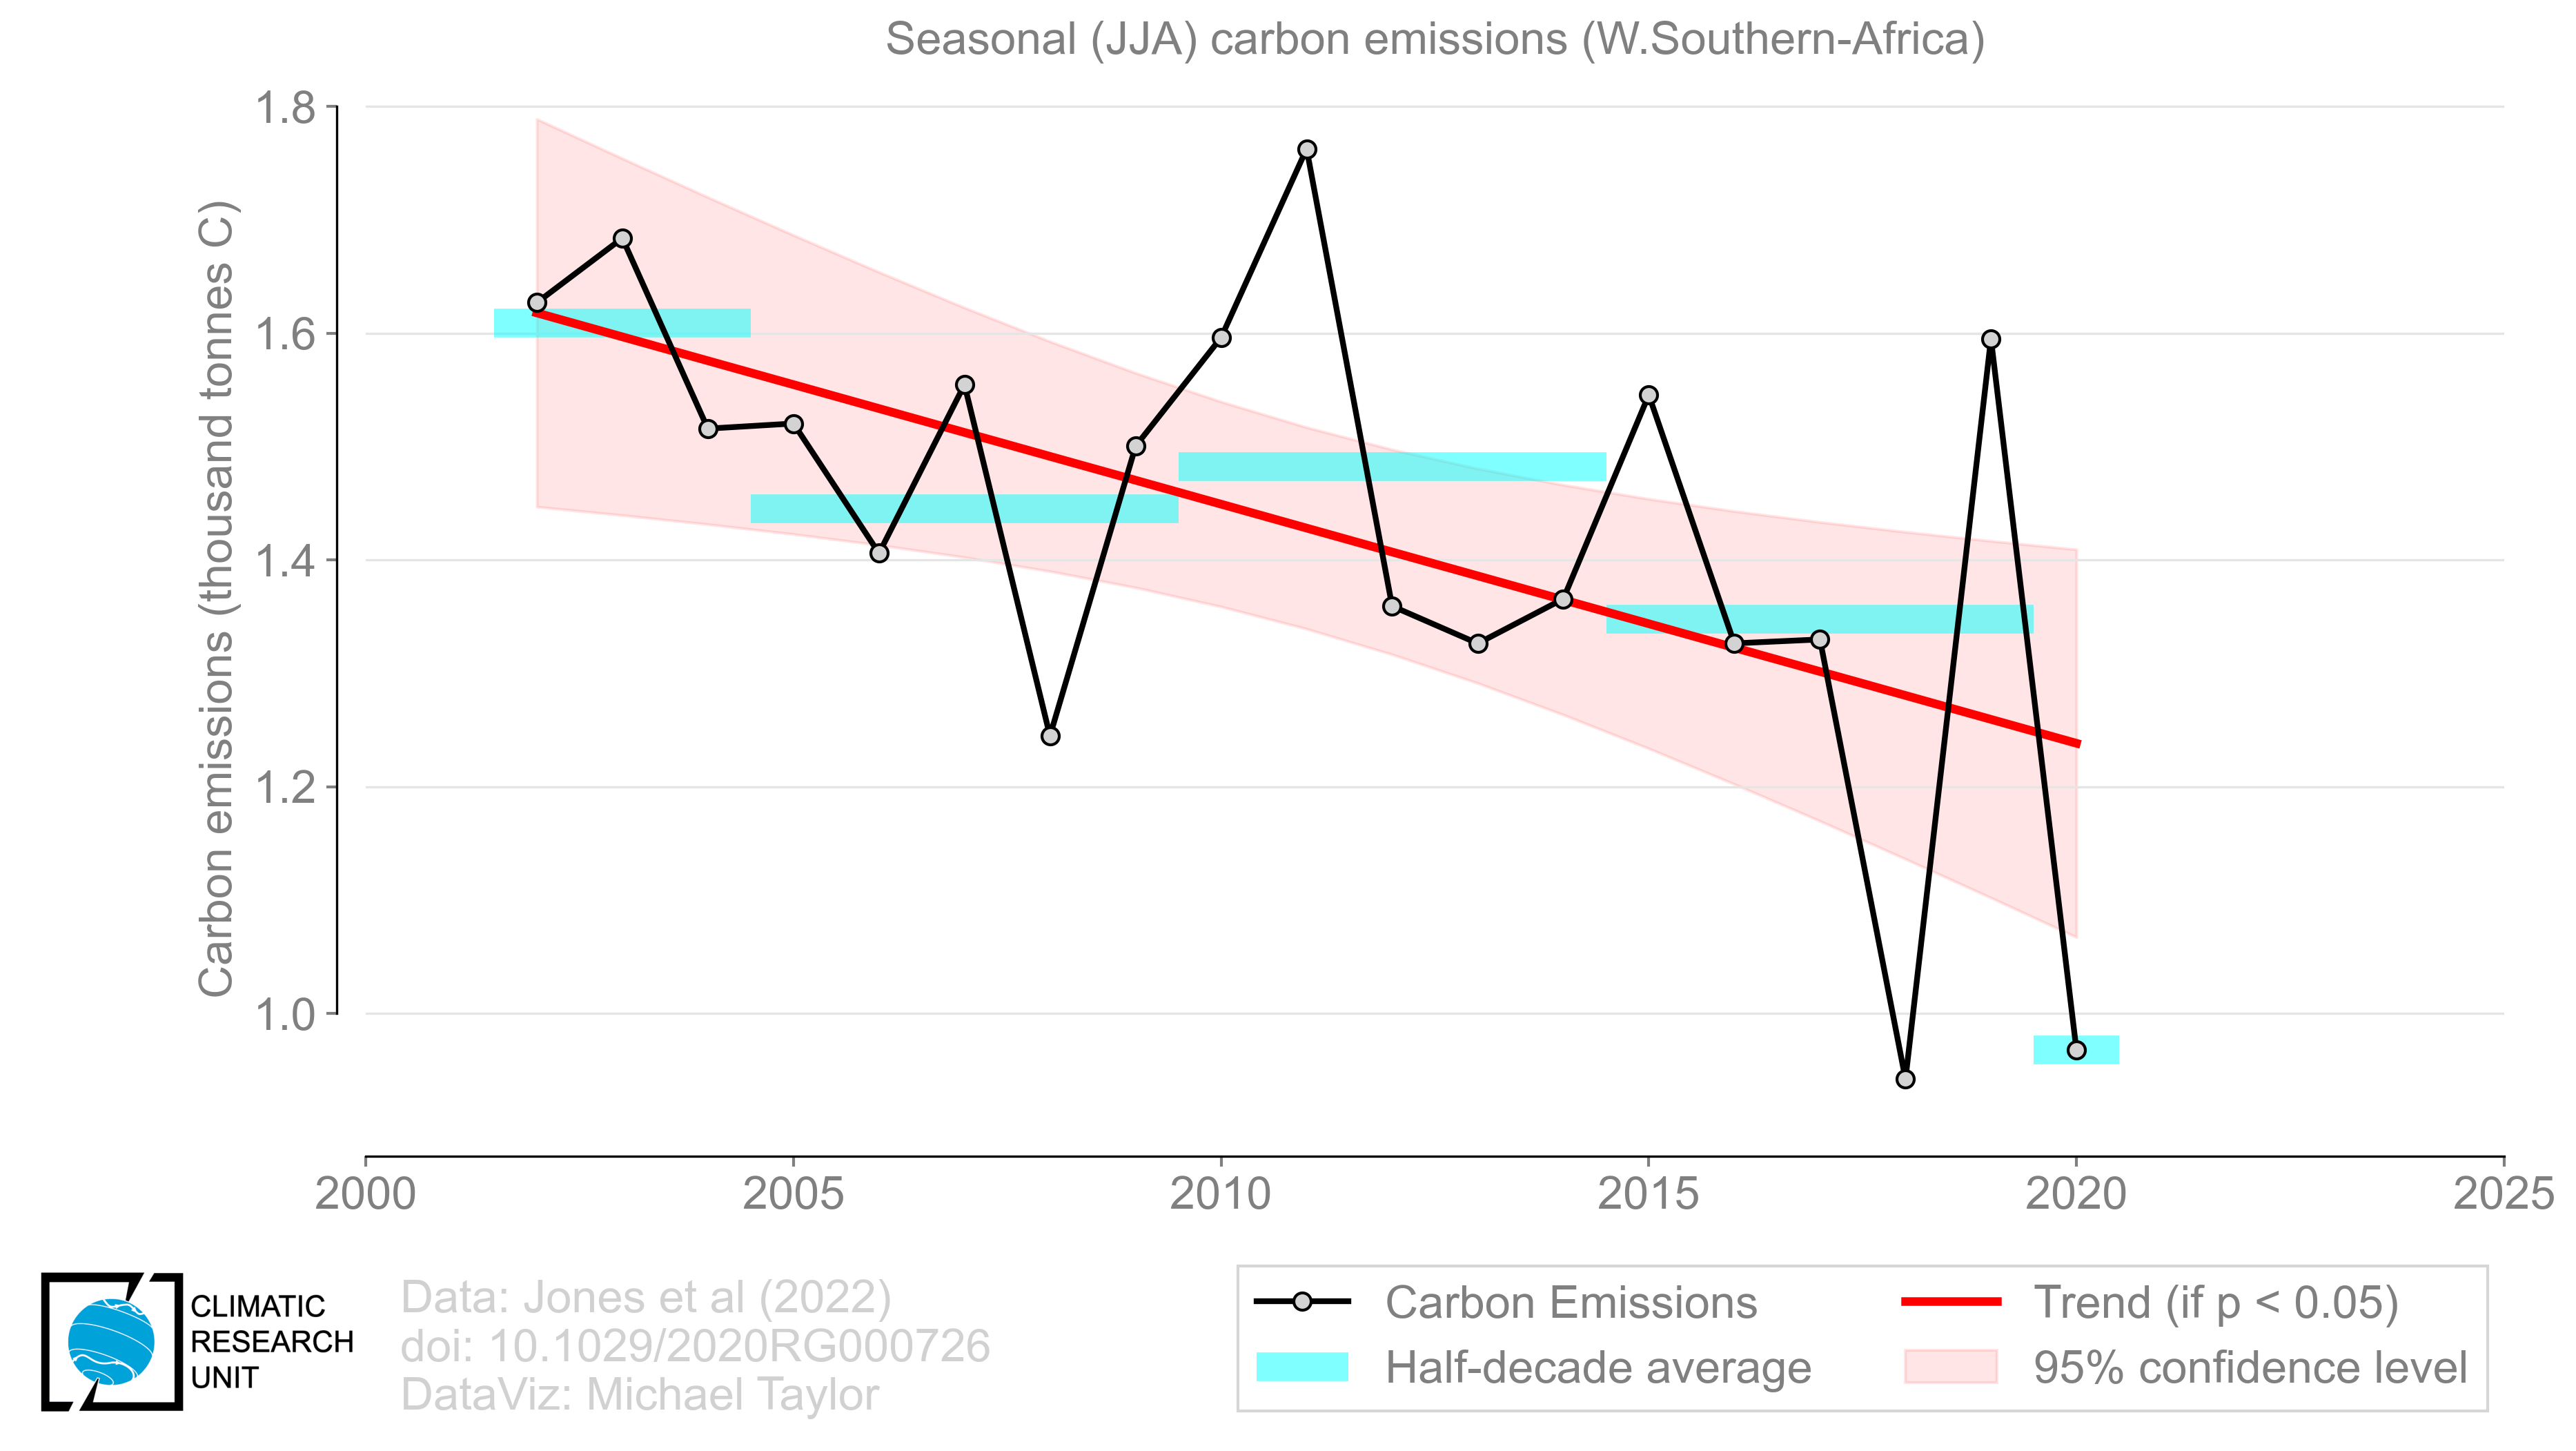 Seasonal (JJA) carbon emissions (W.Southern-Africa)
Carbon emissions (thousand tonnes C)
1.8
1.6
1.4
1.2
1.0
2000 2005 2010 2015 2020 2025
CLIMATIC
RESEARCH
UNIT
Data: Jones et al (2022)
doi: 10.1029/2020RG000726
DataViz: Michael Taylor
Carbon Emissions
Half-decade average
Trend (if p < 0.05)
95% confidence level